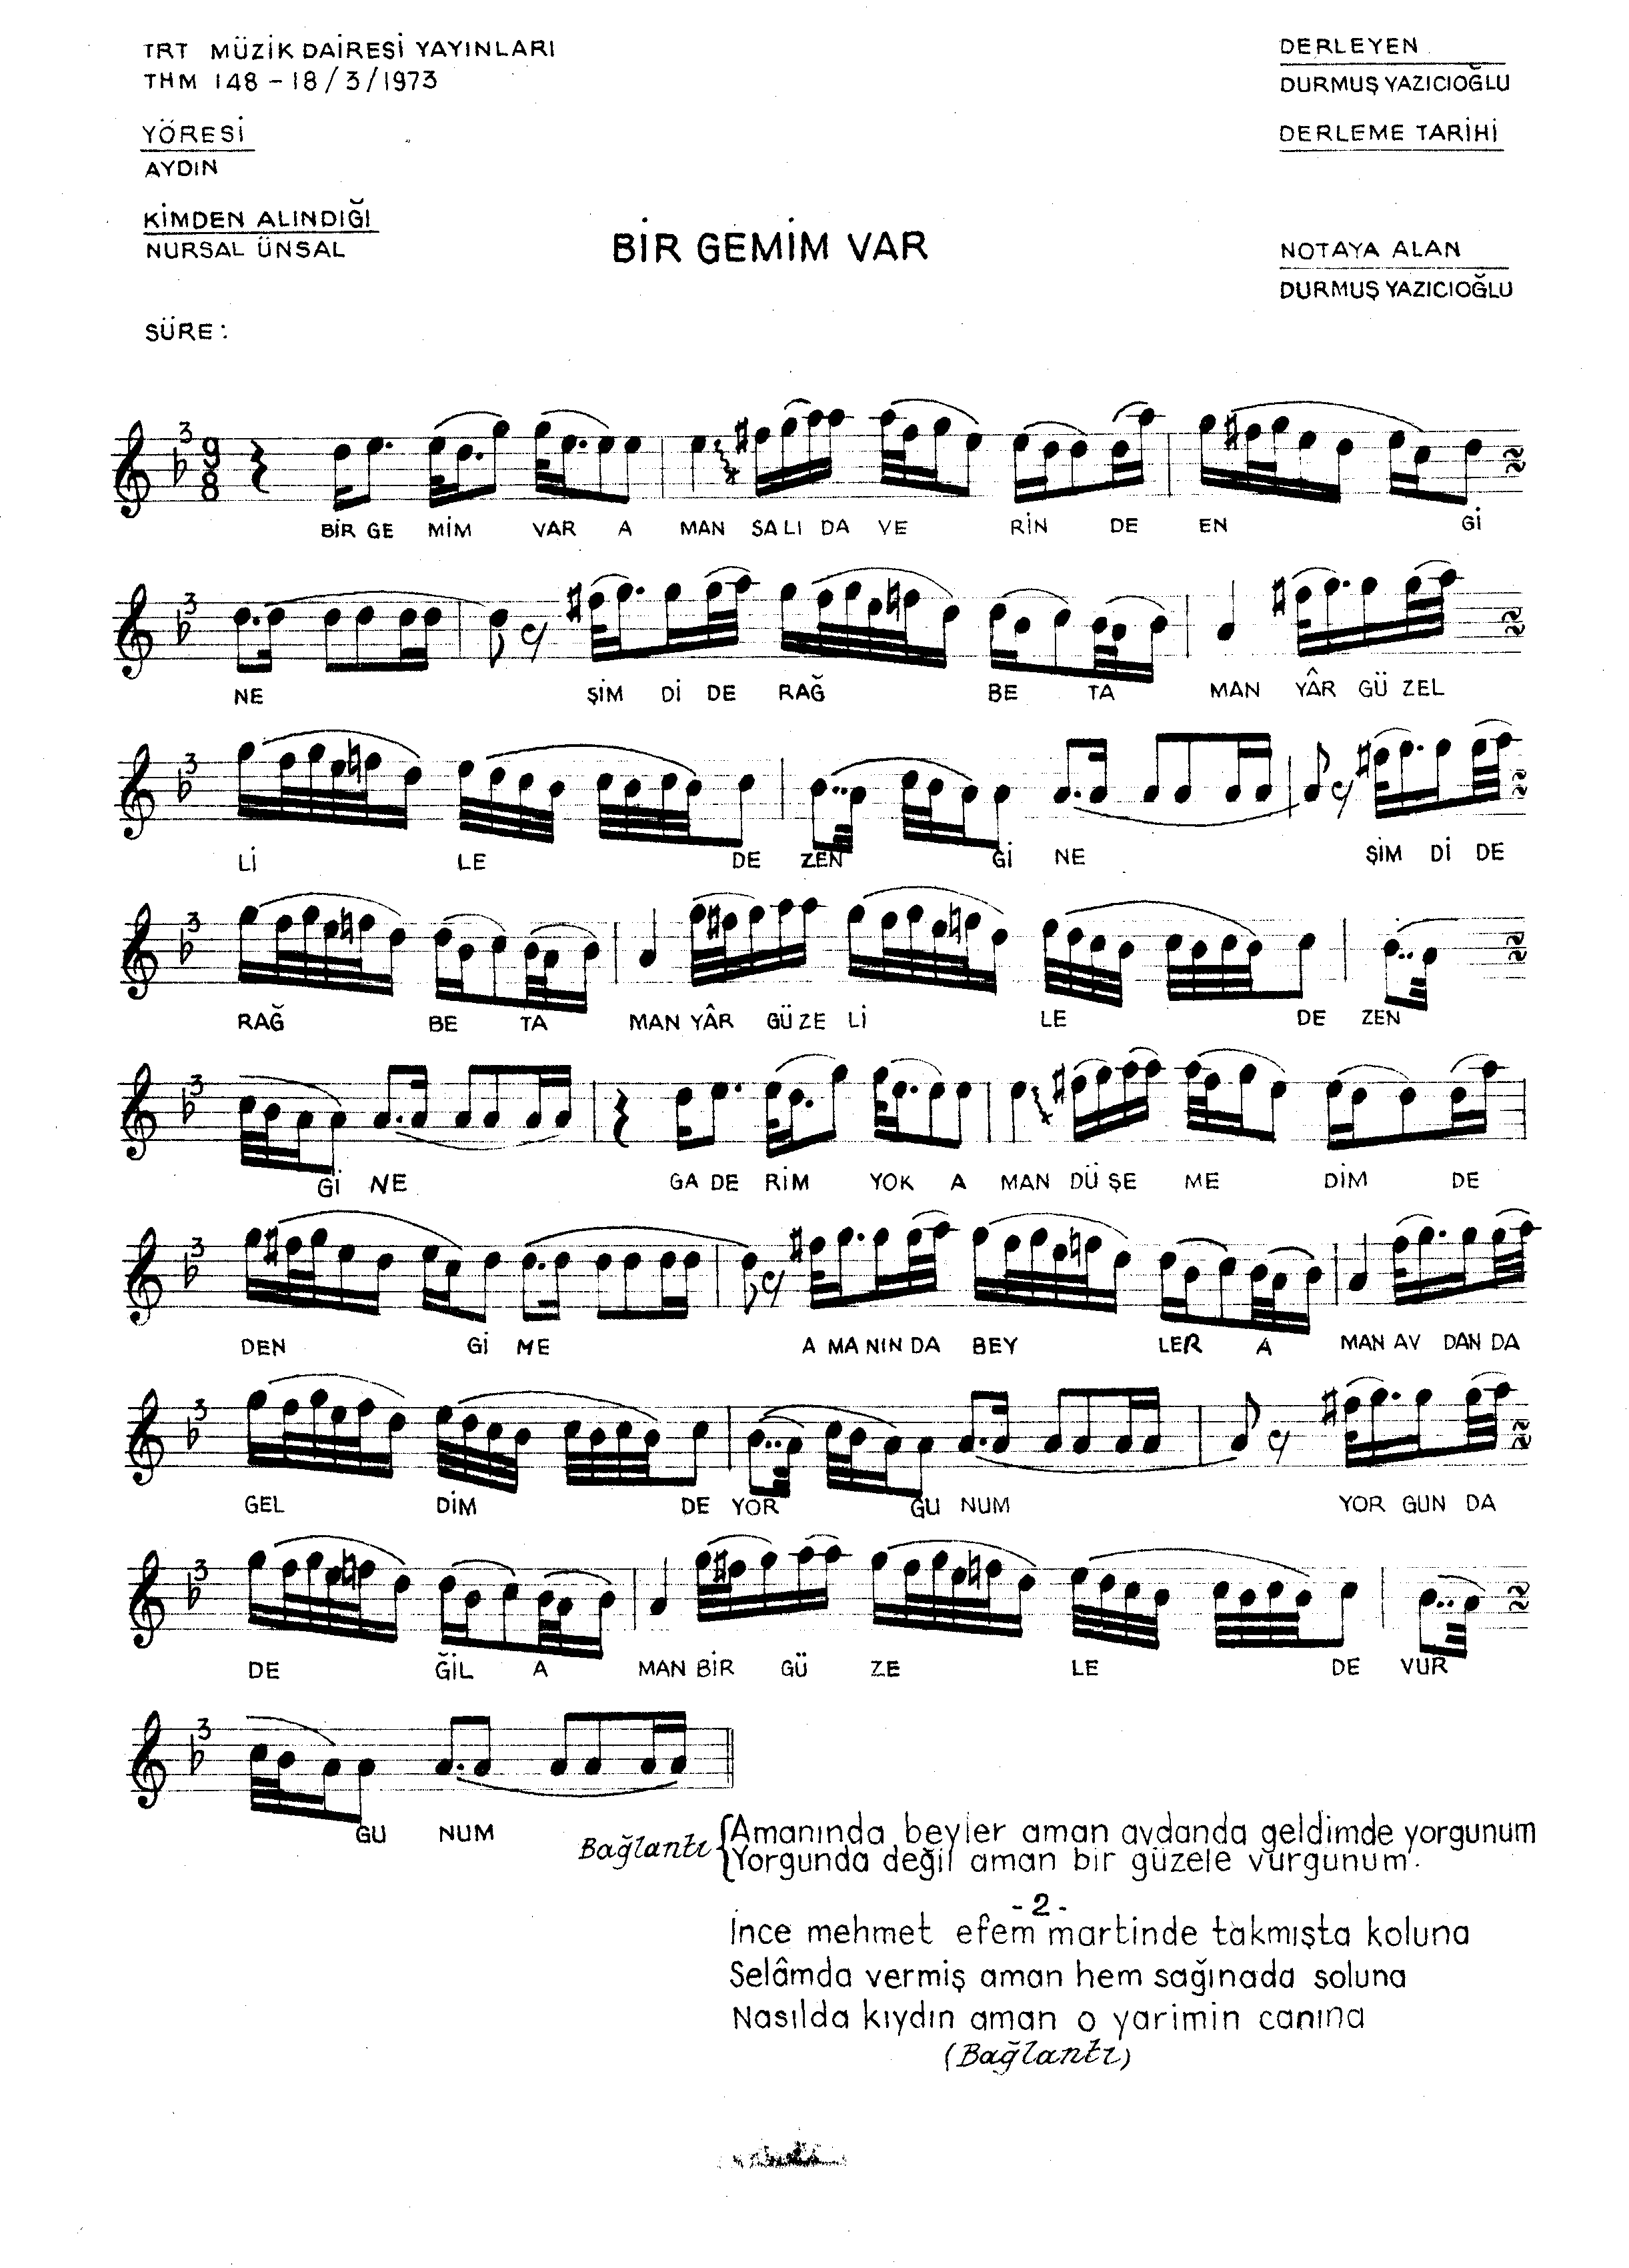 TRT MÜZİK DAİRESİ YAYINLARI
THM 148 - 18/3/1973
DERLEYEN
DURMUŞ YAZICIOĞLU
YÖRESİ
AYDIN
DERLEME TARİHİ
KİMDEN ALINDIĞI
NURSAL ÜNSAL
BİR GEMİM VAR
NOTAYA ALAN
DURMUŞ YAZICIOĞLU
SÜRE :
BİR GE MİM VAR A MAN SA LI DA VE RİN DE EN Gİ
NE ŞİM Dİ DE RAĞ BE TA MAN YÂR GÜ ZEL
Lİ LE DE ZEN Gİ NE ŞİM Dİ DE
RAĞ BE TA MAN YÂR GÜ ZE Lİ LE DE ZEN
Gİ NE GA DE RİM YOK A MAN DÜ ŞE ME DİM DE
DEN Gİ ME A MA NIN DA BEY LER A MAN AV DAN DA
GEL DİM DE YOR GU NUM YOR GUN DA
DE ĞİL A MAN BİR GÜ ZE LE DE VUR
GU NUM
Bağlantı {Amanında beyler aman avdanda geldimde yorgunum
Yorgunda değil aman bir güzele vurgunum.
- 2 -
İnce mehmet efem martinde takmışta koluna
Selâmda vermiş aman hem sağınada soluna
Nasılda kıydın aman o yarimin canına
(Bağlantı)